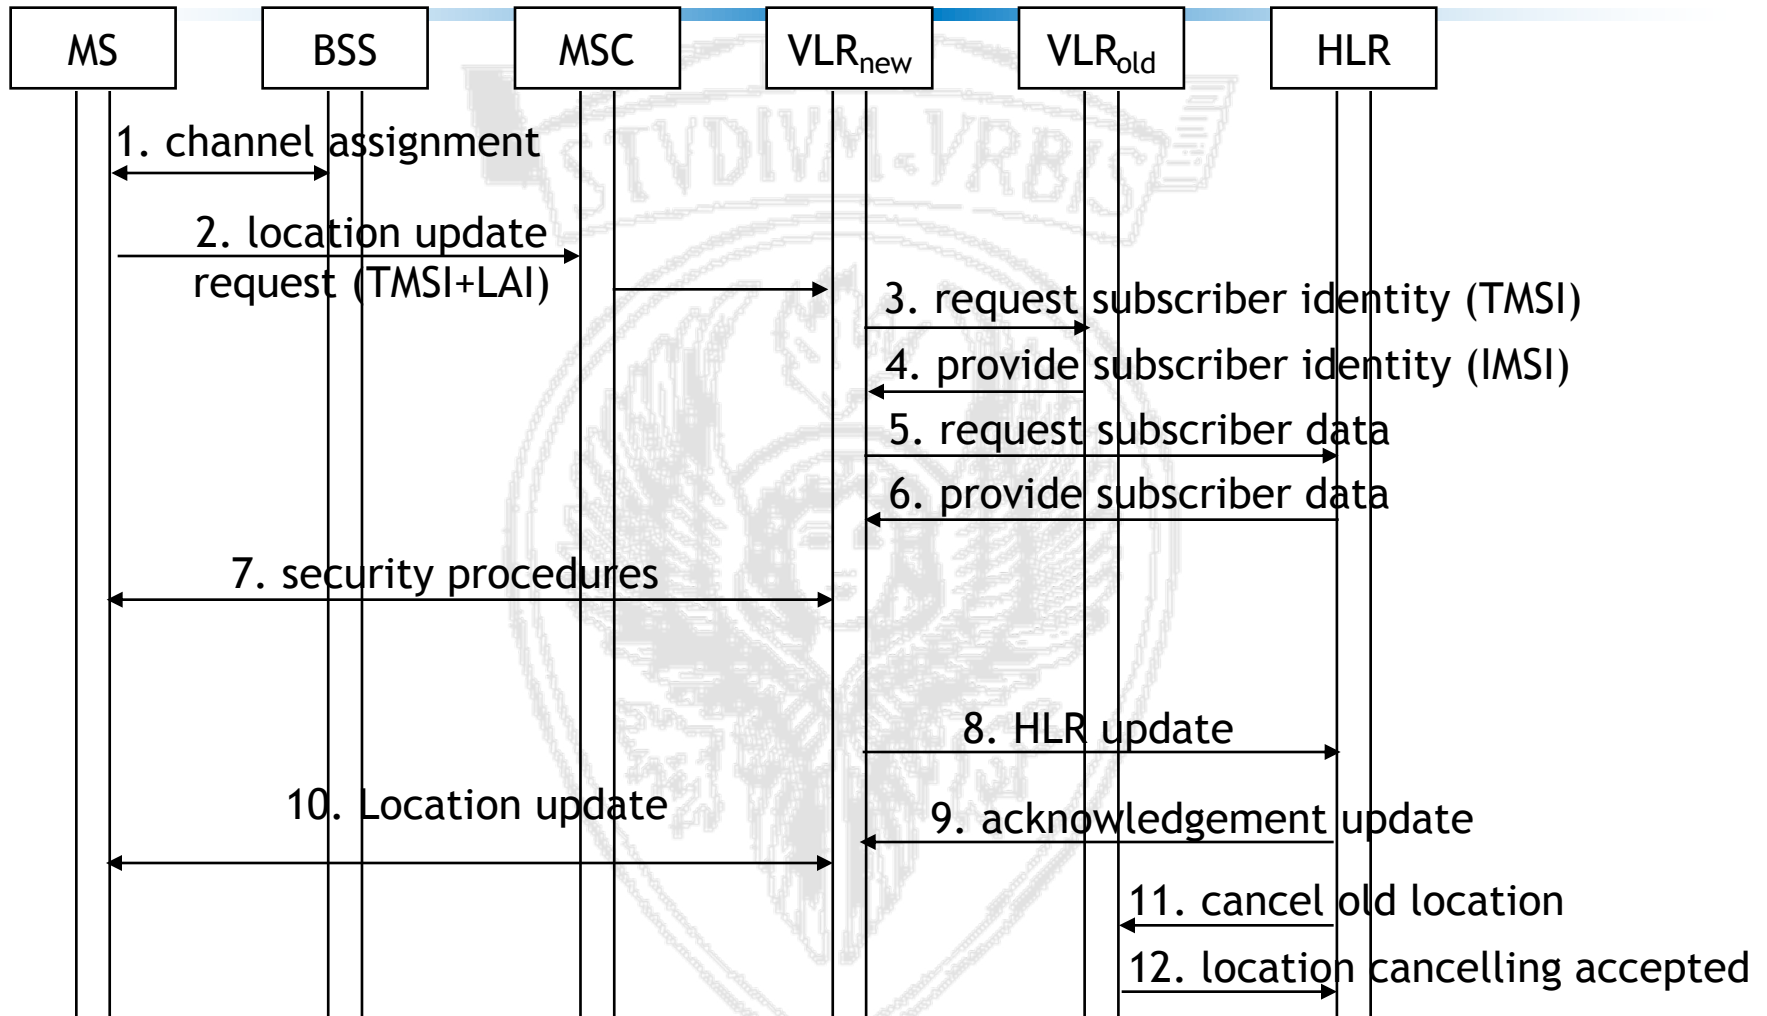 MS BSS MSC VLRnew VLRold HLR
STVDIVM VRBIS
1. channel assignment
2. location update
request (TMSI+LAI)
3. request subscriber identity (TMSI)
4. provide subscriber identity (IMSI)
5. request subscriber data
6. provide subscriber data
7. security procedures
8. HLR update
10. Location update
9. acknowledgement update
11. cancel old location
12. location cancelling accepted